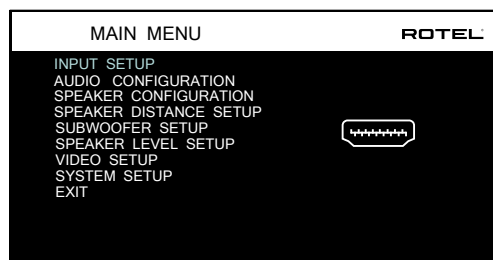 MAIN MENU
ROTEL
INPUT SETUP
AUDIO CONFIGURATION
SPEAKER CONFIGURATION
SPEAKER DISTANCE SETUP
SUBWOOFER SETUP
SPEAKER LEVEL SETUP
VIDEO SETUP
SYSTEM SETUP
EXIT